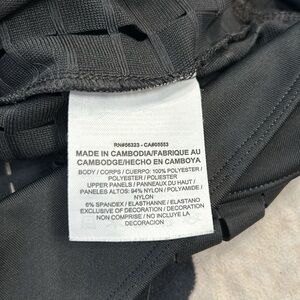 RN#56323 - CA#05553
MADE IN CAMBODIA/FABRIQUE AU
CAMBODGE/HECHO EN CAMBOYA
BODY / CORPS / CUERPO: 100% POLYESTER /
POLYESTER / POLIESTER
UPPER PANELS / PANNEAUX DU HAUT /
PANALES ALTOS: 94% NYLON / POLYAMIDE /
NYLON
6% SPANDEX / ELASTHANNE / ELASTANO
EXCLUSIVE OF DECORATION / DECORATION
NON COMPRISE / NO INCLUYE LA
DECORACION